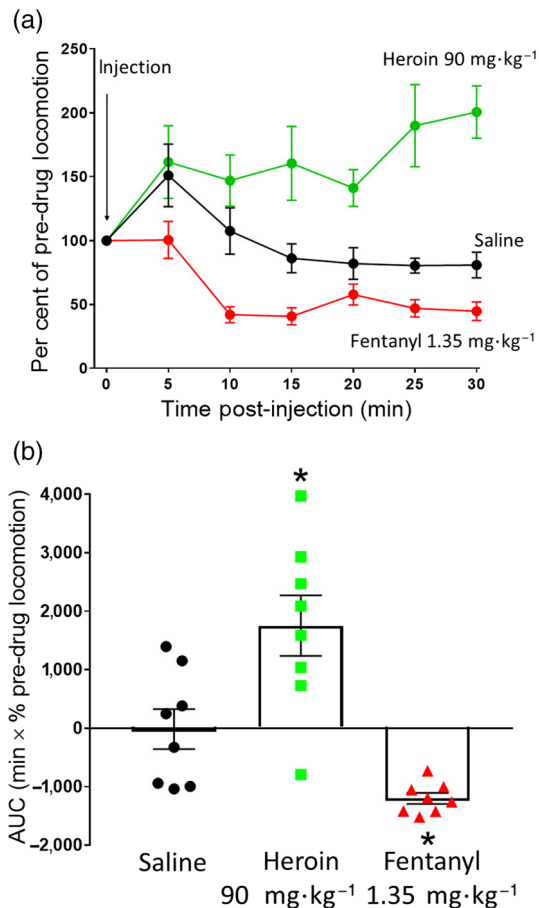 (a)
250
200
150
100
50
0
Per cent of pre-drug locomotion
Injection
Heroin 90 mg·kg⁻¹
Saline
Fentanyl 1.35 mg·kg⁻¹
0 5 10 15 20 25 30
Time post-injection (min)
(b)
4,000
3,000
2,000
1,000
0
−1,000
−2,000
AUC (min × % pre-drug locomotion)
*
*
Saline Heroin Fentanyl
90 mg·kg⁻¹ 1.35 mg·kg⁻¹